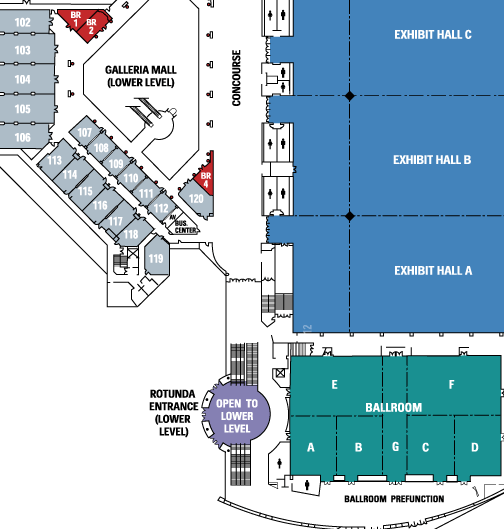 102
BR
1
BR
2
EXHIBIT HALL C
103
GALLERIA MALL
(LOWER LEVEL)
CONCOURSE
104
105
106
107
108
109
110
111
112
113
114
115
116
117
118
119
BR
4
120
AV
BUS.
CENTER
EXHIBIT HALL B
EXHIBIT HALL A
12
ROTUNDA
ENTRANCE
(LOWER
LEVEL)
OPEN TO
LOWER
LEVEL
E
F
BALLROOM
A
B
G
C
D
BALLROOM PREFUNCTION